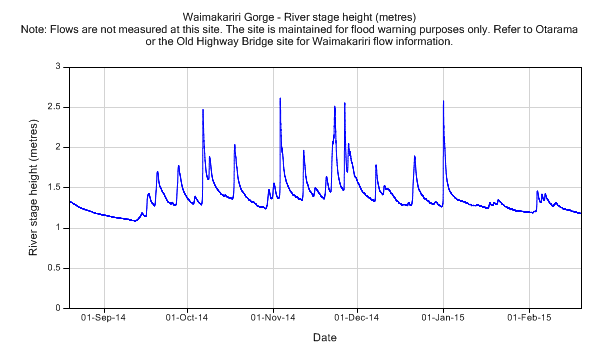 Waimakariri Gorge - River stage height (metres)
Note: Flows are not measured at this site. The site is maintained for flood warning purposes only. Refer to Otarama
or the Old Highway Bridge site for Waimakariri flow information.
3
2.5
2
1.5
1
0.5
0
River stage height (metres)
01-Sep-14 01-Oct-14 01-Nov-14 01-Dec-14 01-Jan-15 01-Feb-15
Date